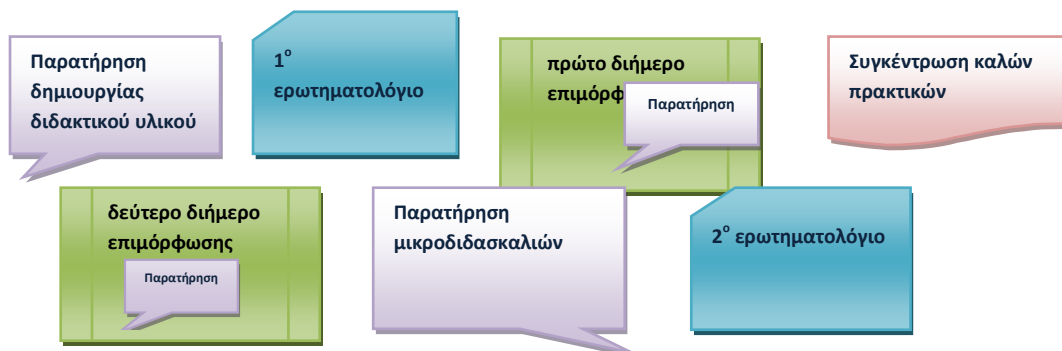 Παρατήρηση
δημιουργίας
διδακτικού υλικού
1ο
ερωτηματολόγιο
πρώτο διήμερο
Παρατήρηση
Συγκέντρωση καλών
πρακτικών
δεύτερο διήμερο
επιμόρφωσης
Παρατήρηση
Παρατήρηση
μικροδιδασκαλιών
2ο ερωτηματολόγιο